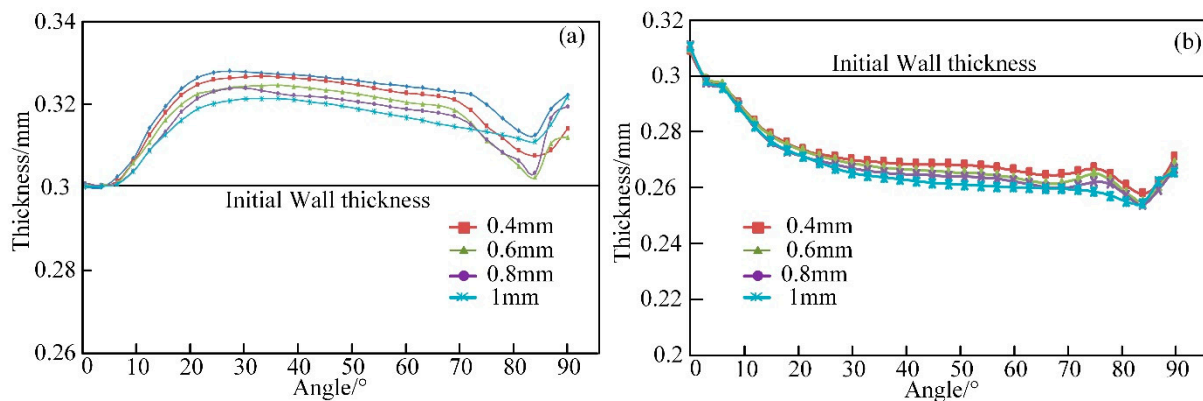 (a)
Thickness/mm
0.34
0.32
0.3
0.28
0.26
Initial Wall thickness
0.4mm
0.6mm
0.8mm
1mm
0 10 20 30 40 50 60 70 80 90
Angle/°
(b)
Thickness/mm
0.32
0.3
0.28
0.26
0.24
0.22
0.2
Initial Wall thickness
0.4mm
0.6mm
0.8mm
1mm
0 10 20 30 40 50 60 70 80 90
Angle/°